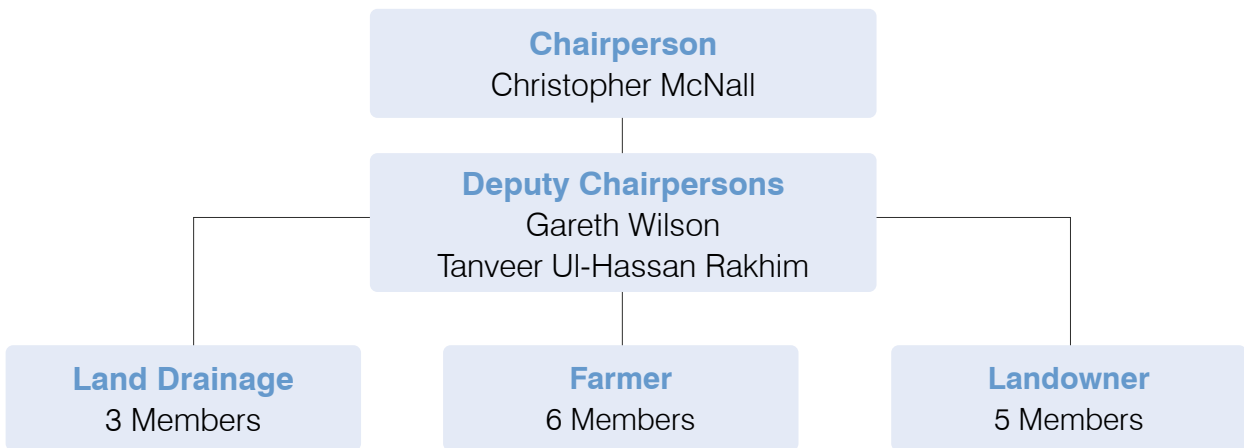 Chairperson
Christopher McNall
Deputy Chairpersons
Gareth Wilson
Tanveer Ul-Hassan Rakhim
Land Drainage
3 Members
Farmer
6 Members
Landowner
5 Members